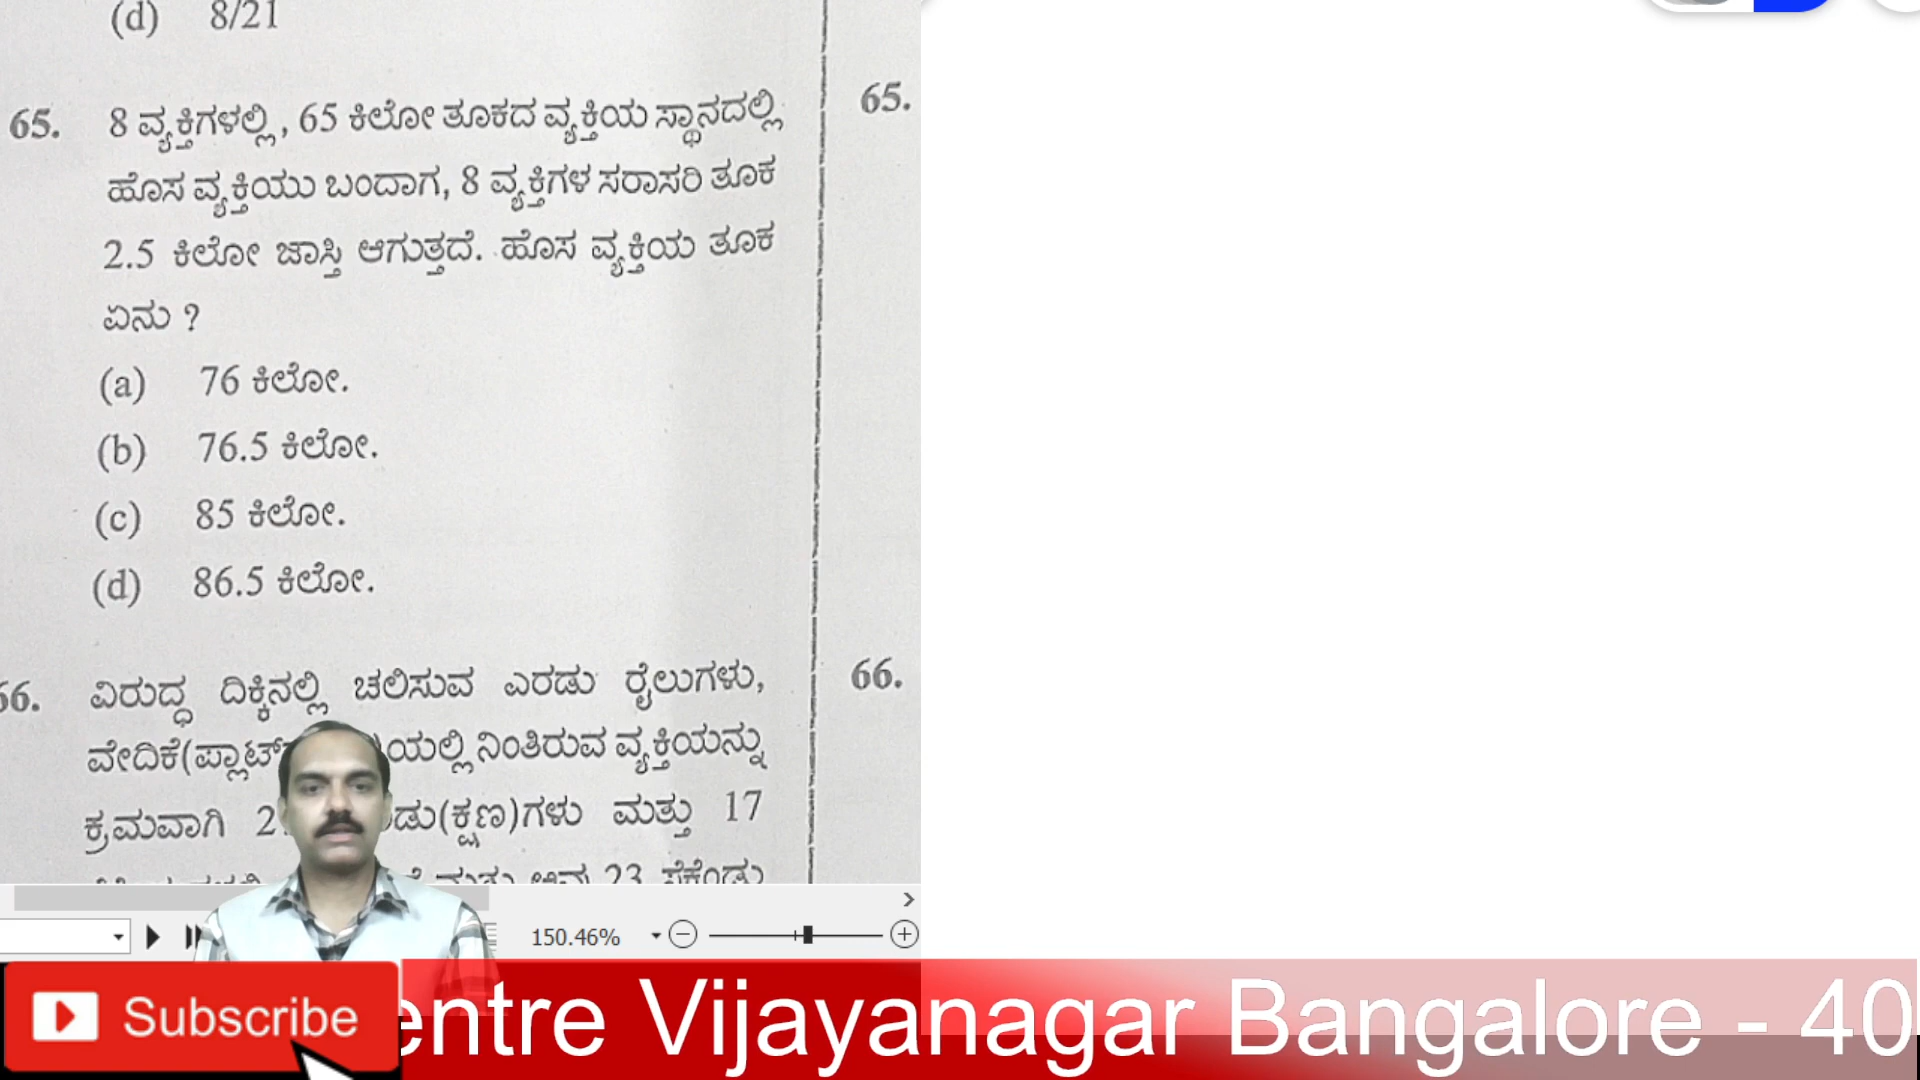 (d) 8/21
65. 8 ವ್ಯಕ್ತಿಗಳಲ್ಲಿ, 65 ಕಿಲೋ ತೂಕದ ವ್ಯಕ್ತಿಯ ಸ್ಥಾನದಲ್ಲಿ
ಹೊಸ ವ್ಯಕ್ತಿಯು ಬಂದಾಗ, 8 ವ್ಯಕ್ತಿಗಳ ಸರಾಸರಿ ತೂಕ
2.5 ಕಿಲೋ ಜಾಸ್ತಿ ಆಗುತ್ತದೆ. ಹೊಸ ವ್ಯಕ್ತಿಯ ತೂಕ
ಏನು ?
(a) 76 ಕಿಲೋ.
(b) 76.5 ಕಿಲೋ.
(c) 85 ಕಿಲೋ.
(d) 86.5 ಕಿಲೋ.
66. ವಿರುದ್ಧ ದಿಕ್ಕಿನಲ್ಲಿ ಚಲಿಸುವ ಎರಡು ರೈಲುಗಳು,
ವೇದಿಕೆ(ಪ್ಲಾಟ್ ಯಲ್ಲಿ ನಿಂತಿರುವ ವ್ಯಕ್ತಿಯನ್ನು
ಕ್ರಮವಾಗಿ 2 ಡು(ಕ್ಷಣ)ಗಳು ಮತ್ತು 17
23 ಸೆಕೆಂಡು
65.
66.
150.46%
Subscribe
entre Vijayanagar Bangalore - 40